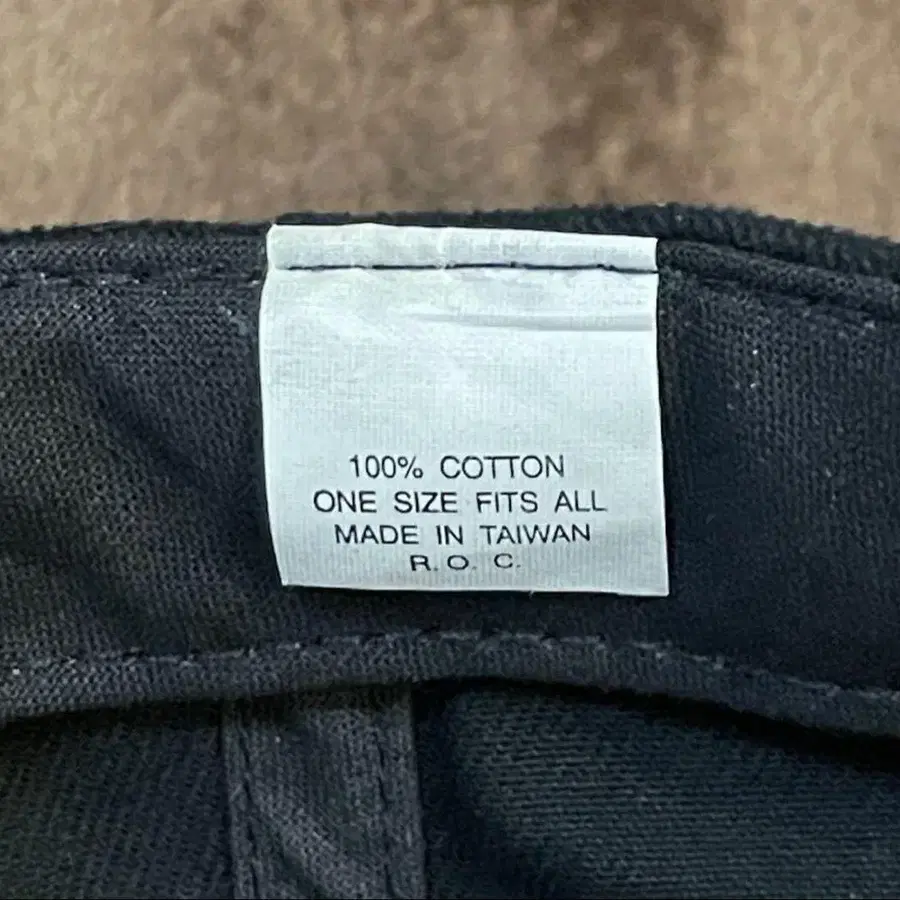 100% COTTON
ONE SIZE FITS ALL
MADE IN TAIWAN
R. O. C.